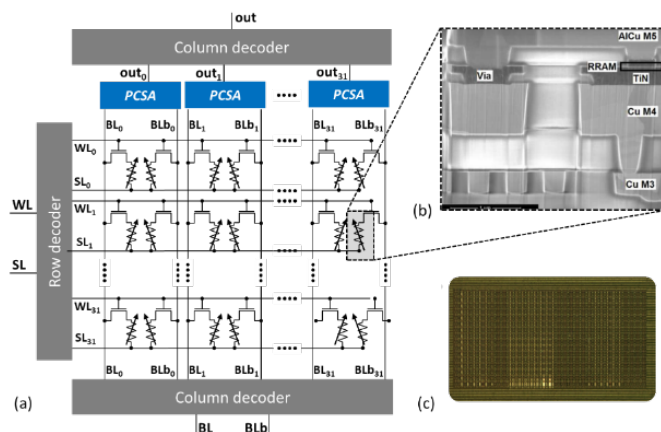 out
Column decoder
out0 out1 out31
PCSA PCSA PCSA
BL0 BLb0 BL1 BLb1 BL31 BLb31
WL0
SL0
WL1
SL1
WL31
SL31
Row decoder
WL
SL
BL0 BLb0 BL1 BLb1 BL31 BLb31
Column decoder
BL BLb
(a)
AlCu M5
RRAM
Via TiN
Cu M4
Cu M3
(b)
(c)